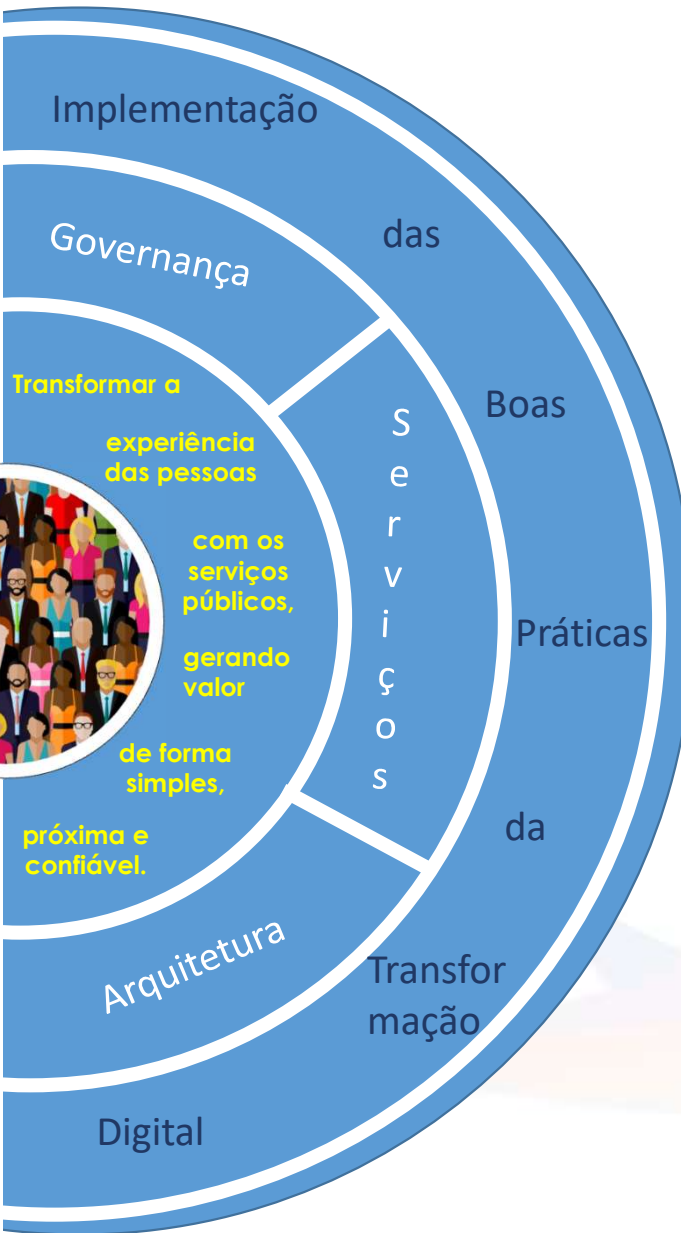 Implementação
das
Boas
Práticas
da
Transfor
mação
Digital
Governança
Serviços
Arquitetura
Transformar a
experiência
das pessoas
com os
serviços
públicos,
gerando
valor
de forma
simples,
próxima e
confiável.